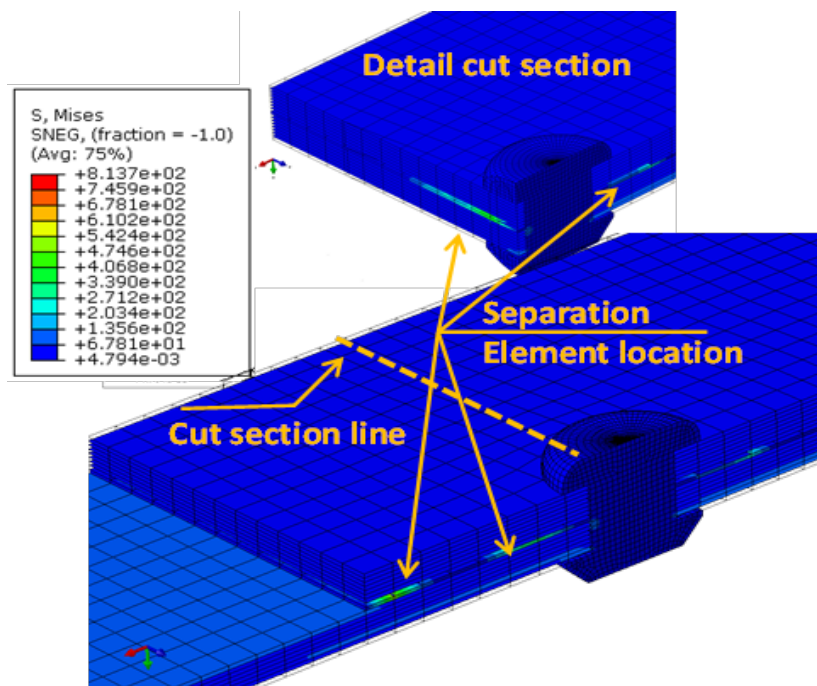 Detail cut section
S, Mises
SNEG, (fraction = -1.0)
(Avg: 75%)
+8.137e+02
+7.459e+02
+6.781e+02
+6.102e+02
+5.424e+02
+4.746e+02
+4.068e+02
+3.390e+02
+2.712e+02
+2.034e+02
+1.356e+02
+6.781e+01
+4.794e-03
Separation
Element location
Cut section line